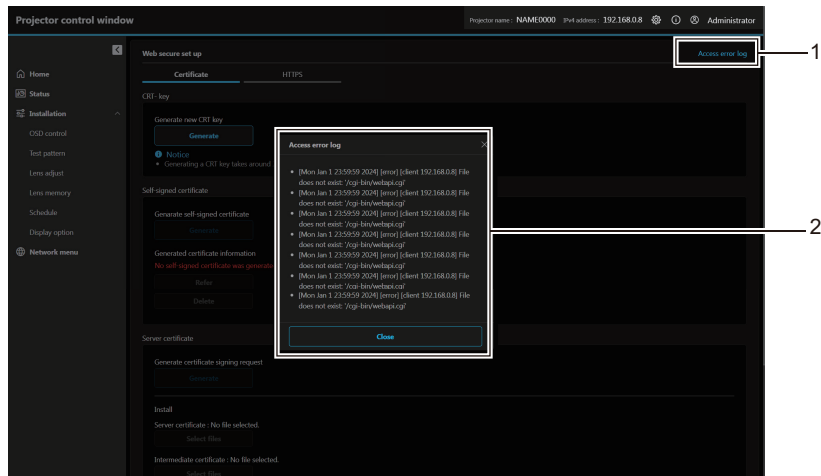 Projector control window
Projector name : NAME0000 IPv4 address : 192.168.0.8 Administrator
Web secure set up
Access error log
1
Home
Certificate
HTTPS
Status
CRT- key
Installation
OSD control
Generate new CRT key
Generate
Test pattern
Notice
Lens adjust
Generating a CRT key takes around
Lens memory
Self-signed certificate
Schedule
Genarate self-signed certificate
Display option
Generate
Network menu
Generated certificate information
No self-signed certificate was generate
Refer
Delete
Access error log
• [Mon Jan 1 23:59:59 2024] [error] [client 192.168.0.8] File
does not exist: '/cgi-bin/webapi.cgi'
• [Mon Jan 1 23:59:59 2024] [error] [client 192.168.0.8] File
does not exist: '/cgi-bin/webapi.cgi'
• [Mon Jan 1 23:59:59 2024] [error] [client 192.168.0.8] File
does not exist: '/cgi-bin/webapi.cgi'
• [Mon Jan 1 23:59:59 2024] [error] [client 192.168.0.8] File
does not exist: '/cgi-bin/webapi.cgi'
• [Mon Jan 1 23:59:59 2024] [error] [client 192.168.0.8] File
does not exist: '/cgi-bin/webapi.cgi'
• [Mon Jan 1 23:59:59 2024] [error] [client 192.168.0.8] File
does not exist: '/cgi-bin/webapi.cgi'
• [Mon Jan 1 23:59:59 2024] [error] [client 192.168.0.8] File
does not exist: '/cgi-bin/webapi.cgi'
Close
2
Server certificate
Generate certificate signing request
Generate
Install
Server certificate : No file selected.
Select files
Intermediate certificate : No file selected.
Select files